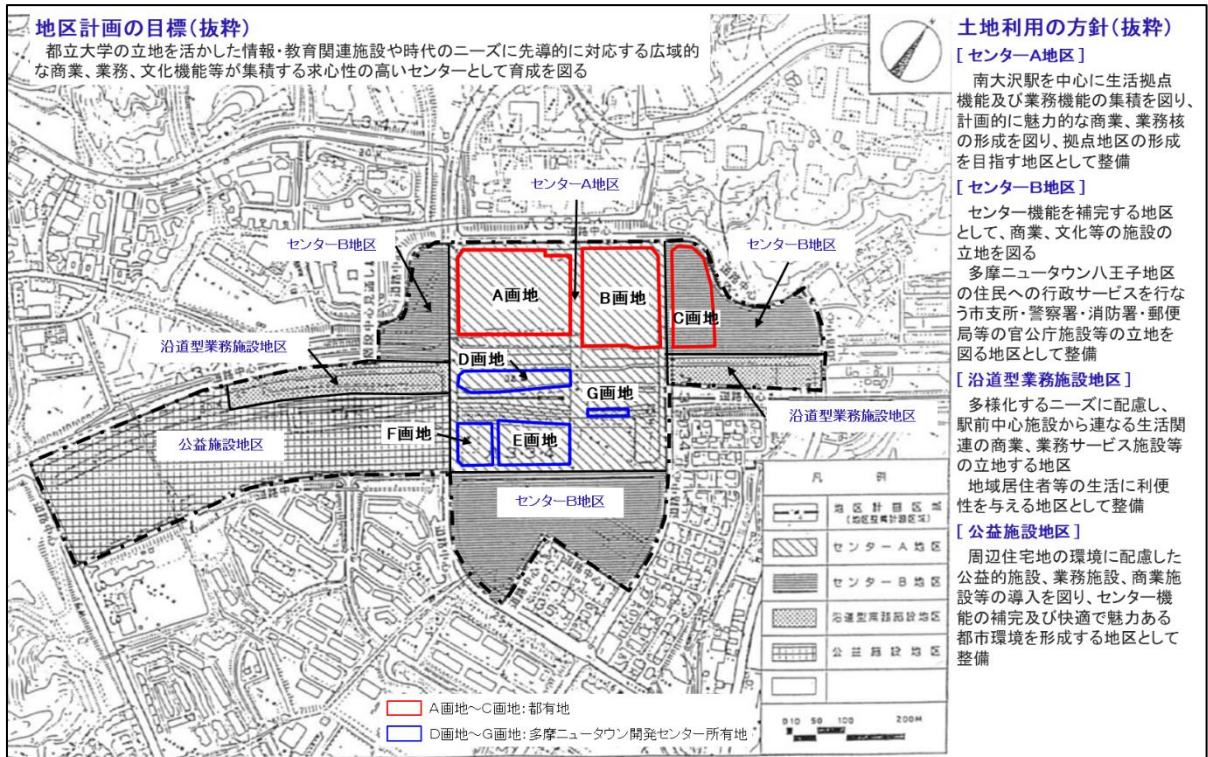 地区計画の目標(抜粋)
都立大学の立地を活かした情報・教育関連施設や時代のニーズに先導的に対応する広域的
な商業、業務、文化機能等が集積する求心性の高いセンターとして育成を図る
センターA地区
センターB地区
センターB地区
A画地
B画地
C画地
沿道型業務施設地区
D画地
G画地
沿道型業務施設地区
公益施設地区
F画地
E画地
センターB地区
道路中心
凡 例
地区計画区域
(地区整備計画区域)
センターA地区
センターB地区
沿道型業務施設地区
公益施設地区
0 10 50 100 200M
A画地~C画地:都有地
D画地~G画地:多摩ニュータウン開発センター所有地
土地利用の方針(抜粋)
[センターA地区]
南大沢駅を中心に生活拠点
機能及び業務機能の集積を図り、
計画的に魅力的な商業、業務核
の形成を図り、拠点地区の形成
を目指す地区として整備
[センターB地区]
センター機能を補完する地区
として、商業、文化等の施設の
立地を図る
多摩ニュータウン八王子地区
の住民への行政サービスを行な
う市支所・警察署・消防署・郵便
局等の官公庁施設等の立地を
図る地区として整備
[沿道型業務施設地区]
多様化するニーズに配慮し、
駅前中心施設から連なる生活関
連の商業、業務サービス施設等
の立地する地区
地域居住者等の生活に利便
性を与える地区として整備
[公益施設地区]
周辺住宅地の環境に配慮した
公益的施設、業務施設、商業施
設等の導入を図り、センター機
能の補完及び快適で魅力ある
都市環境を形成する地区として
整備